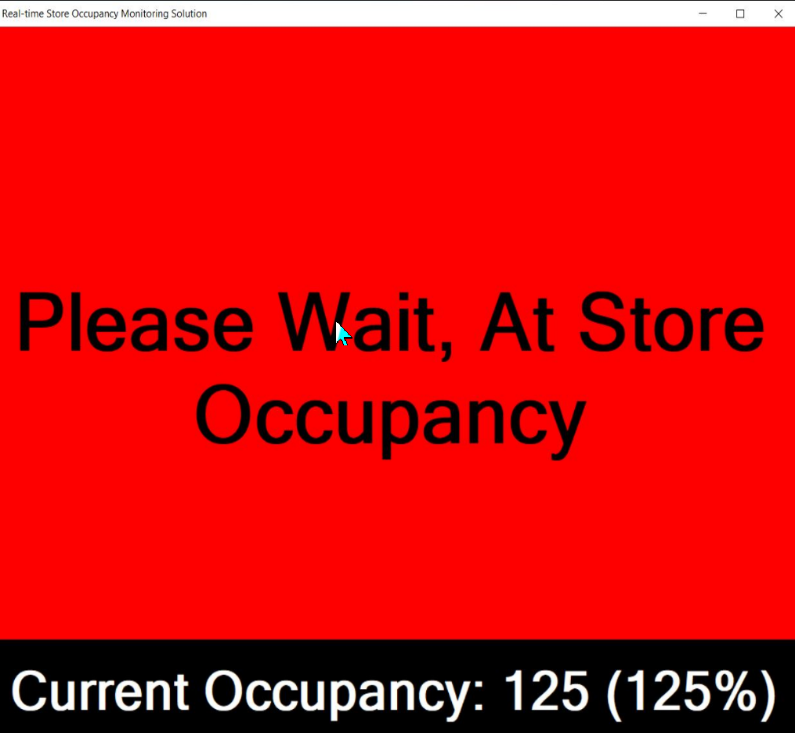 Real-time Store Occupancy Monitoring Solution
Please Wait, At Store
Occupancy
Current Occupancy: 125 (125%)